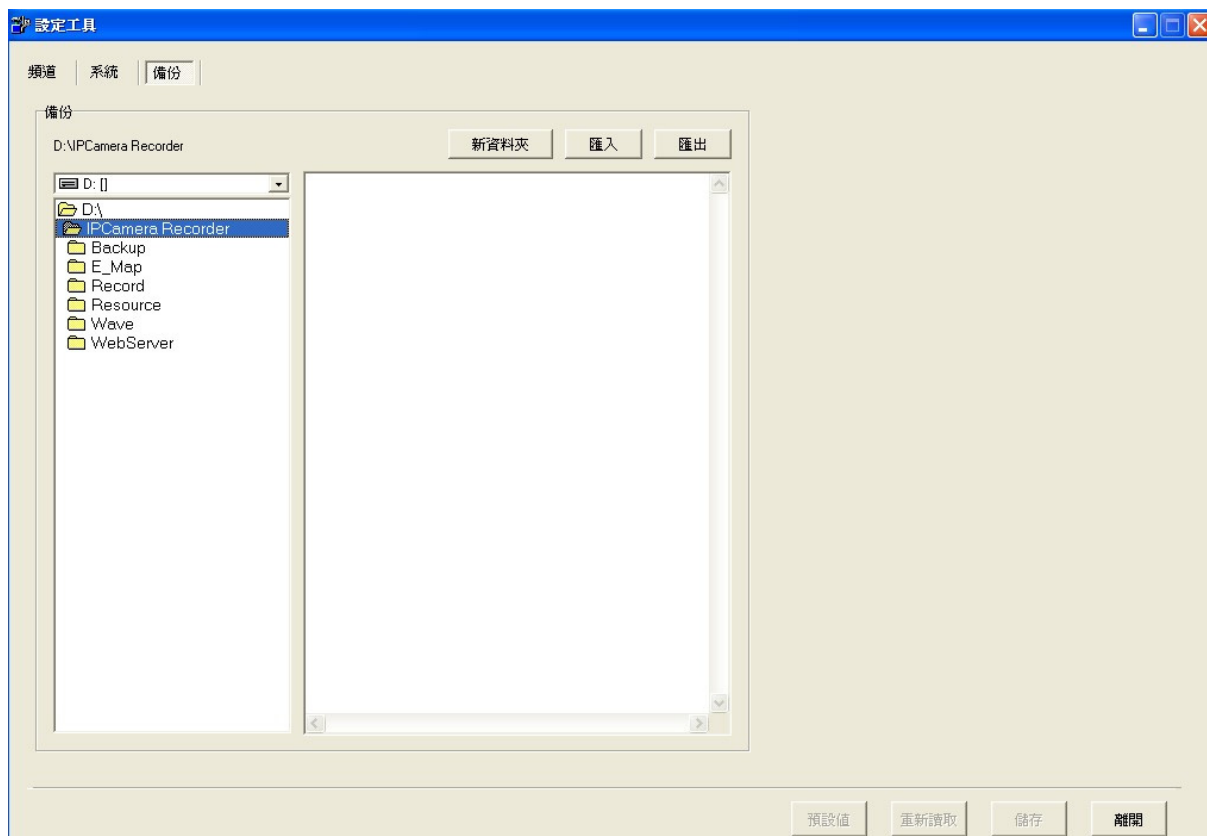 設定工具
頻道 系統 備份
備份
D:\IPCamera Recorder 新資料夾 匯入 匯出
D: []
D:\
IPCamera Recorder
Backup
E_Map
Record
Resource
Wave
WebServer
預設值 重新讀取 儲存 離開